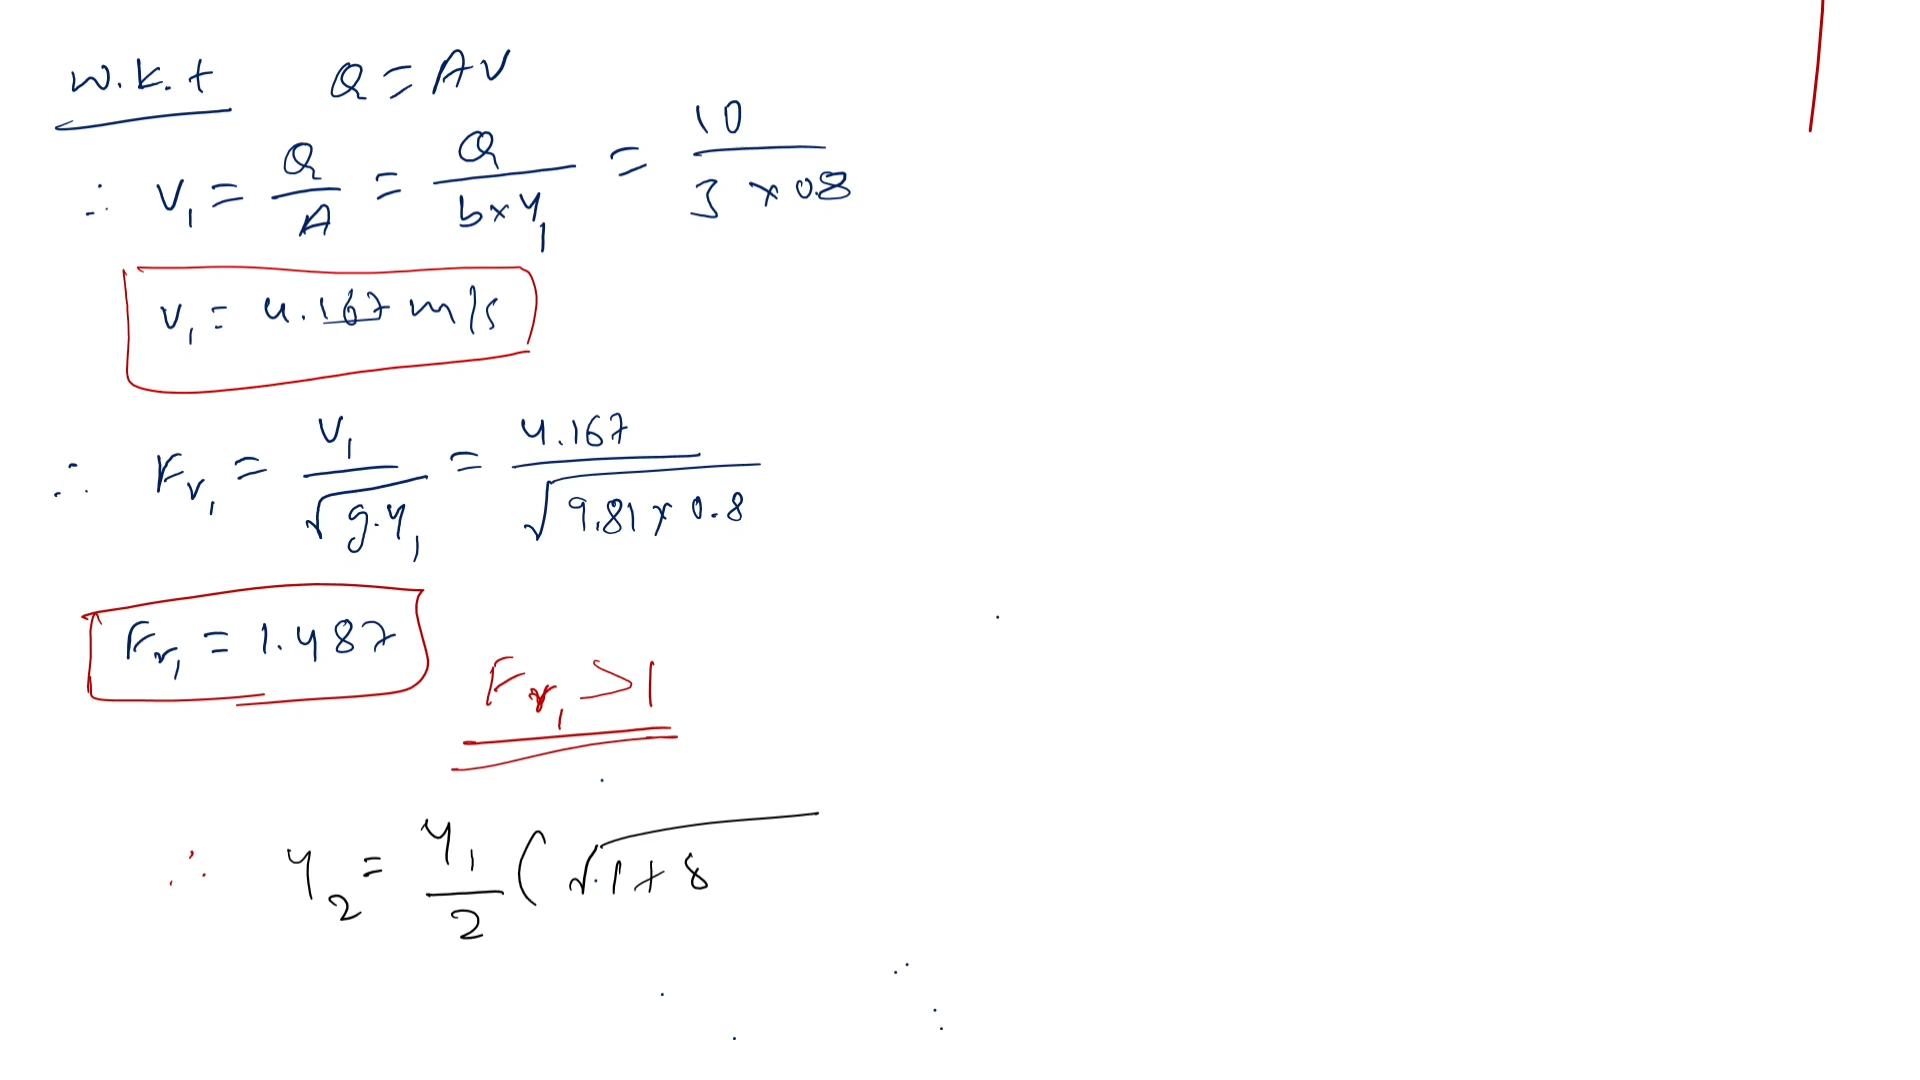 w.k.t Q = AV
∴ V₁ = Q/A = Q/(b×y₁) = 10/(3 × 0.8)
V₁ = 4.167 m/s
∴ Fr₁ = V₁/√(g.y₁) = 4.167/√(9.81 × 0.8)
Fr₁ = 1.487
Fr₁ > 1
∴ y₂ = y₁/2 (√1+8